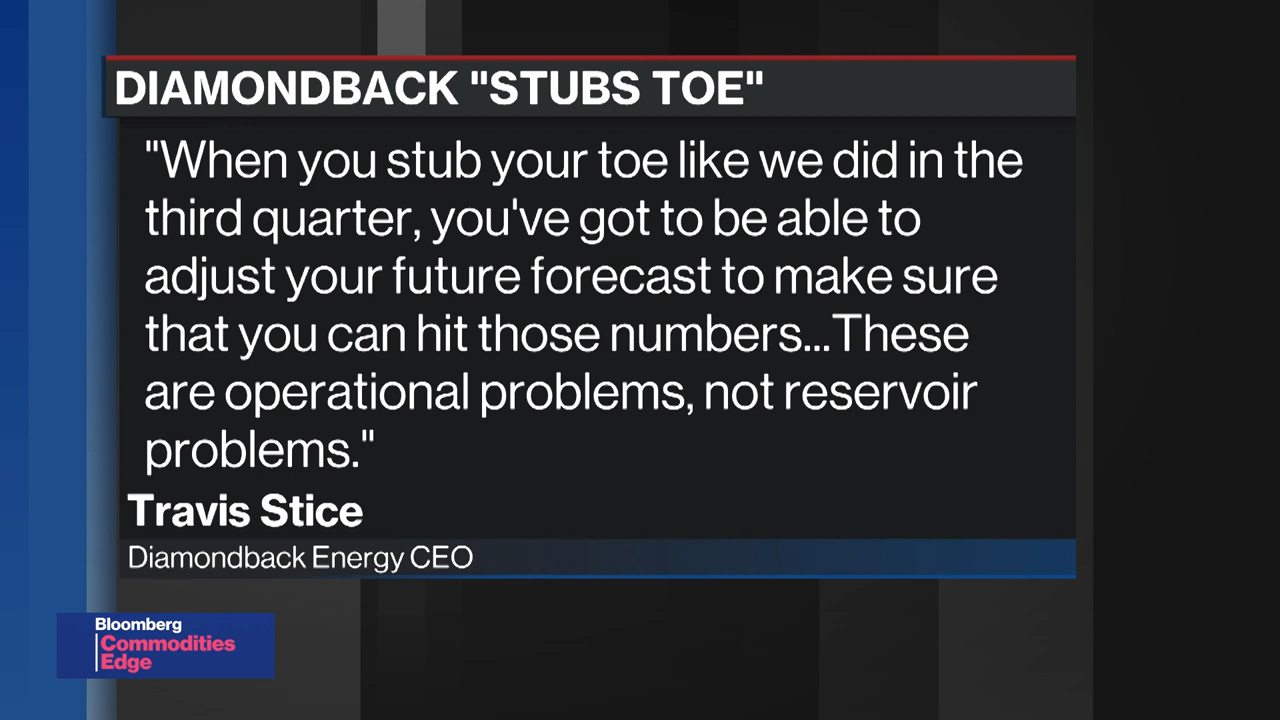 DIAMONDBACK "STUBS TOE"
"When you stub your toe like we did in the
third quarter, you've got to be able to
adjust your future forecast to make sure
that you can hit those numbers...These
are operational problems, not reservoir
problems."
Travis Stice
Diamondback Energy CEO
Bloomberg
Commodities
Edge